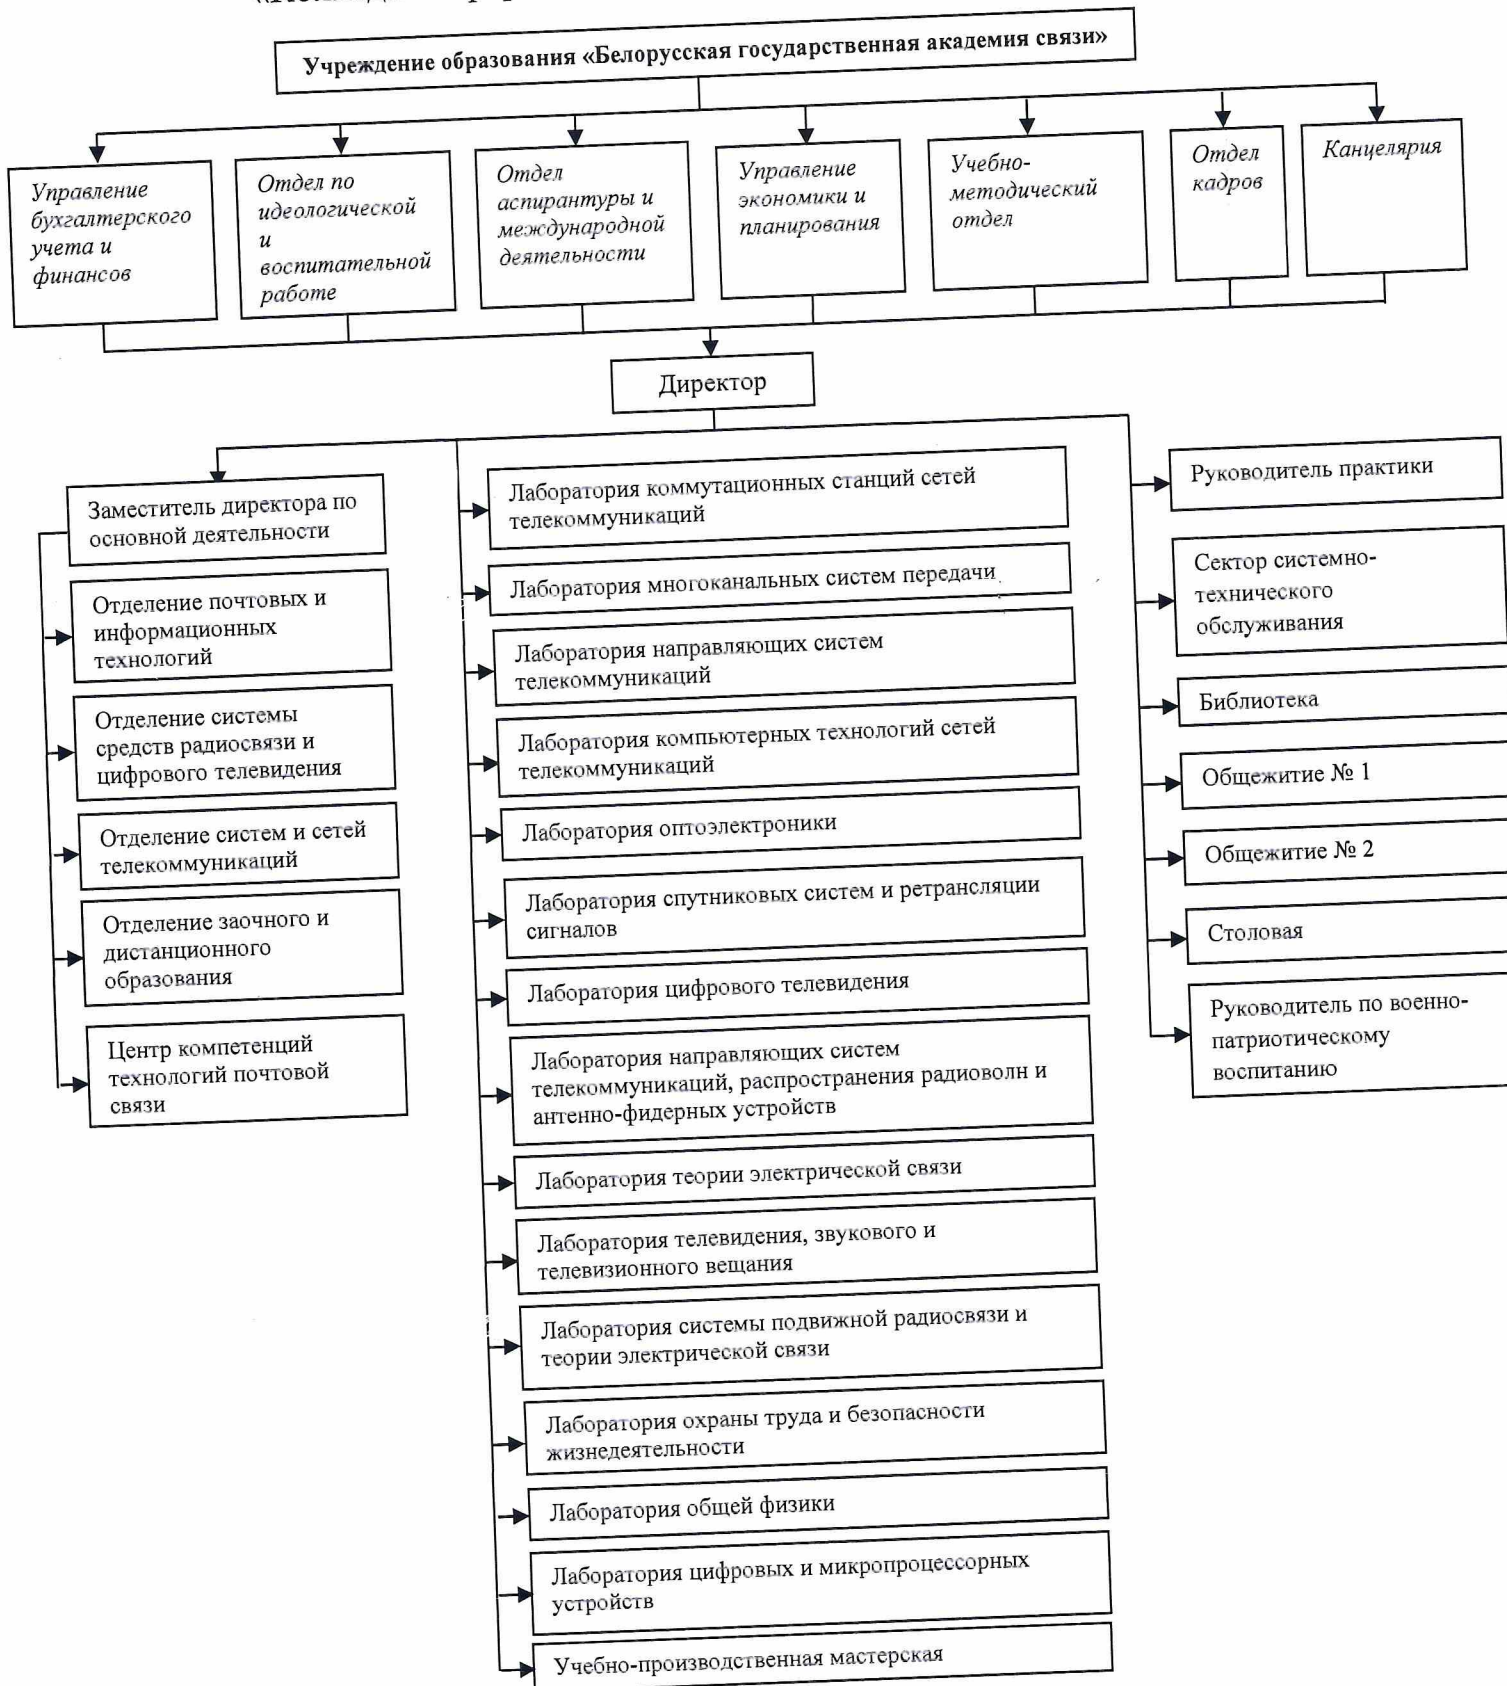 Учреждение образования «Белорусская государственная академия связи»
Управление
бухгалтерского
учета и
финансов
Отдел по
идеологической
и
воспитательной
работе
Отдел
аспирантуры и
международной
деятельности
Управление
экономики и
планирования
Учебно-
методический
отдел
Отдел
кадров
Канцелярия
Директор
Заместитель директора по
основной деятельности
Отделение почтовых и
информационных
технологий
Отделение системы
средств радиосвязи и
цифрового телевидения
Отделение систем и сетей
телекоммуникаций
Отделение заочного и
дистанционного
образования
Центр компетенций
технологий почтовой
связи
Лаборатория коммутационных станций сетей
телекоммуникаций
Лаборатория многоканальных систем передачи
Лаборатория направляющих систем
телекоммуникаций
Лаборатория компьютерных технологий сетей
телекоммуникаций
Лаборатория оптоэлектроники
Лаборатория спутниковых систем и ретрансляции
сигналов
Лаборатория цифрового телевидения
Лаборатория направляющих систем
телекоммуникаций, распространения радиоволн и
антенно-фидерных устройств
Лаборатория теории электрической связи
Лаборатория телевидения, звукового и
телевизионного вещания
Лаборатория системы подвижной радиосвязи и
теории электрической связи
Лаборатория охраны труда и безопасности
жизнедеятельности
Лаборатория общей физики
Лаборатория цифровых и микропроцессорных
устройств
Учебно-производственная мастерская
Руководитель практики
Сектор системно-
технического
обслуживания
Библиотека
Общежитие № 1
Общежитие № 2
Столовая
Руководитель по военно-
патриотическому
воспитанию